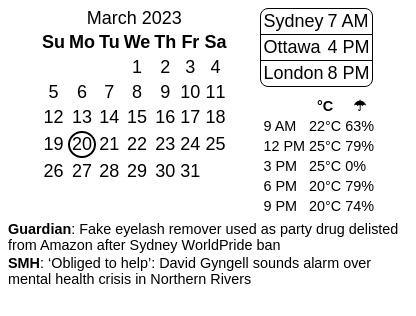 March 2023
Su Mo Tu We Th Fr Sa
1 2 3 4
5 6 7 8 9 10 11
12 13 14 15 16 17 18
19 20 21 22 23 24 25
26 27 28 29 30 31
Sydney 7 AM
Ottawa 4 PM
London 8 PM
°C ☂
9 AM 22°C 63%
12 PM 25°C 79%
3 PM 25°C 0%
6 PM 20°C 79%
9 PM 20°C 74%
Guardian: Fake eyelash remover used as party drug delisted
from Amazon after Sydney WorldPride ban
SMH: ‘Obliged to help’: David Gyngell sounds alarm over
mental health crisis in Northern Rivers